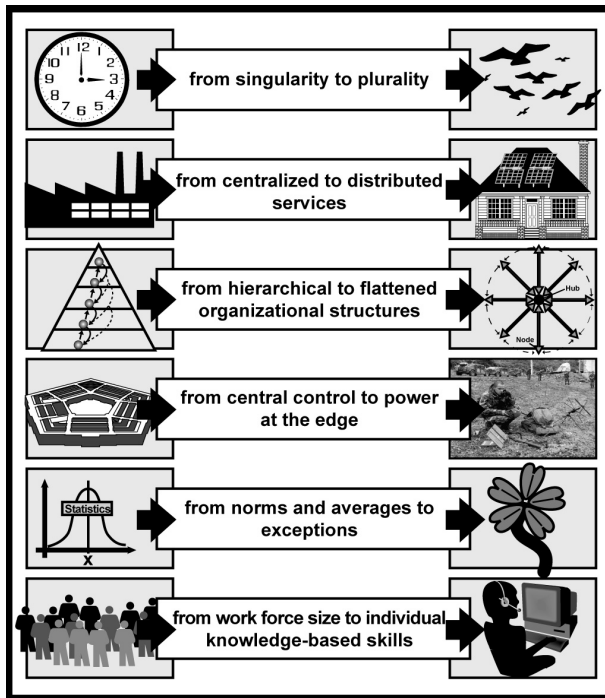 12
11
1
10
2
9
3
8
4
7
5
6
from singularity to plurality
from centralized to distributed
services
from hierarchical to flattened
organizational structures
Hub
Node
from central control to power
at the edge
Statistics
X
from norms and averages to
exceptions
from work force size to individual
knowledge-based skills